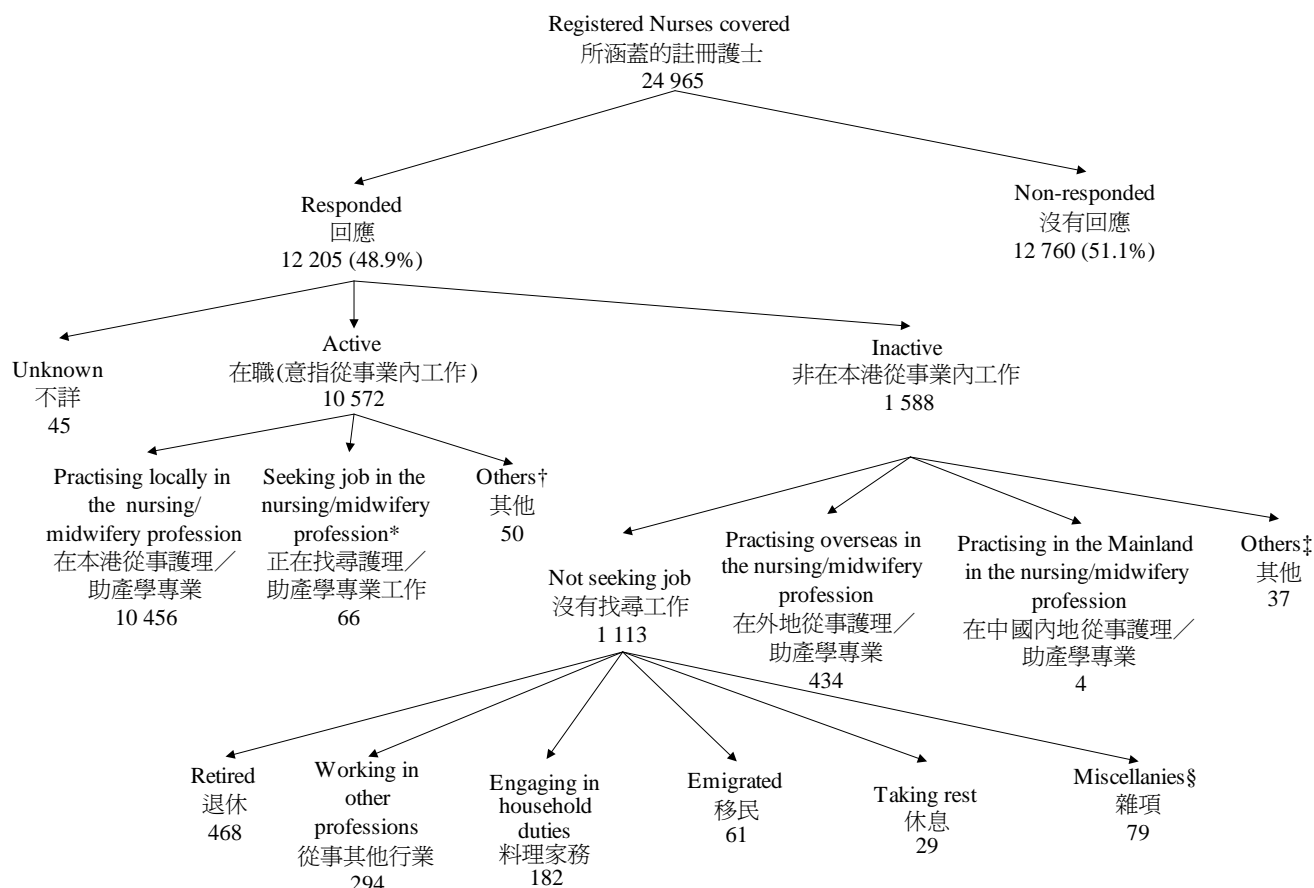 Registered Nurses covered
所涵蓋的註冊護士
24 965
Responded
回應
12 205 (48.9%)
Non-responded
沒有回應
12 760 (51.1%)
Unknown
不詳
45
Active
在職(意指從事業內工作)
10 572
Inactive
非在本港從事業內工作
1 588
Practising locally in
the nursing/
midwifery profession
在本港從事護理／
助產學專業
10 456
Seeking job in the
nursing/midwifery
profession*
正在找尋護理／
助產學專業工作
66
Others†
其他
50
Not seeking job
沒有找尋工作
1 113
Practising overseas in
the nursing/midwifery
profession
在外地從事護理／
助產學專業
434
Practising in the Mainland
in the nursing/midwifery
profession
在中國內地從事護理／
助產學專業
4
Others‡
其他
37
Retired
退休
468
Working in
other
professions
從事其他行業
294
Engaging in
household
duties
料理家務
182
Emigrated
移民
61
Taking rest
休息
29
Miscellanies§
雜項
79